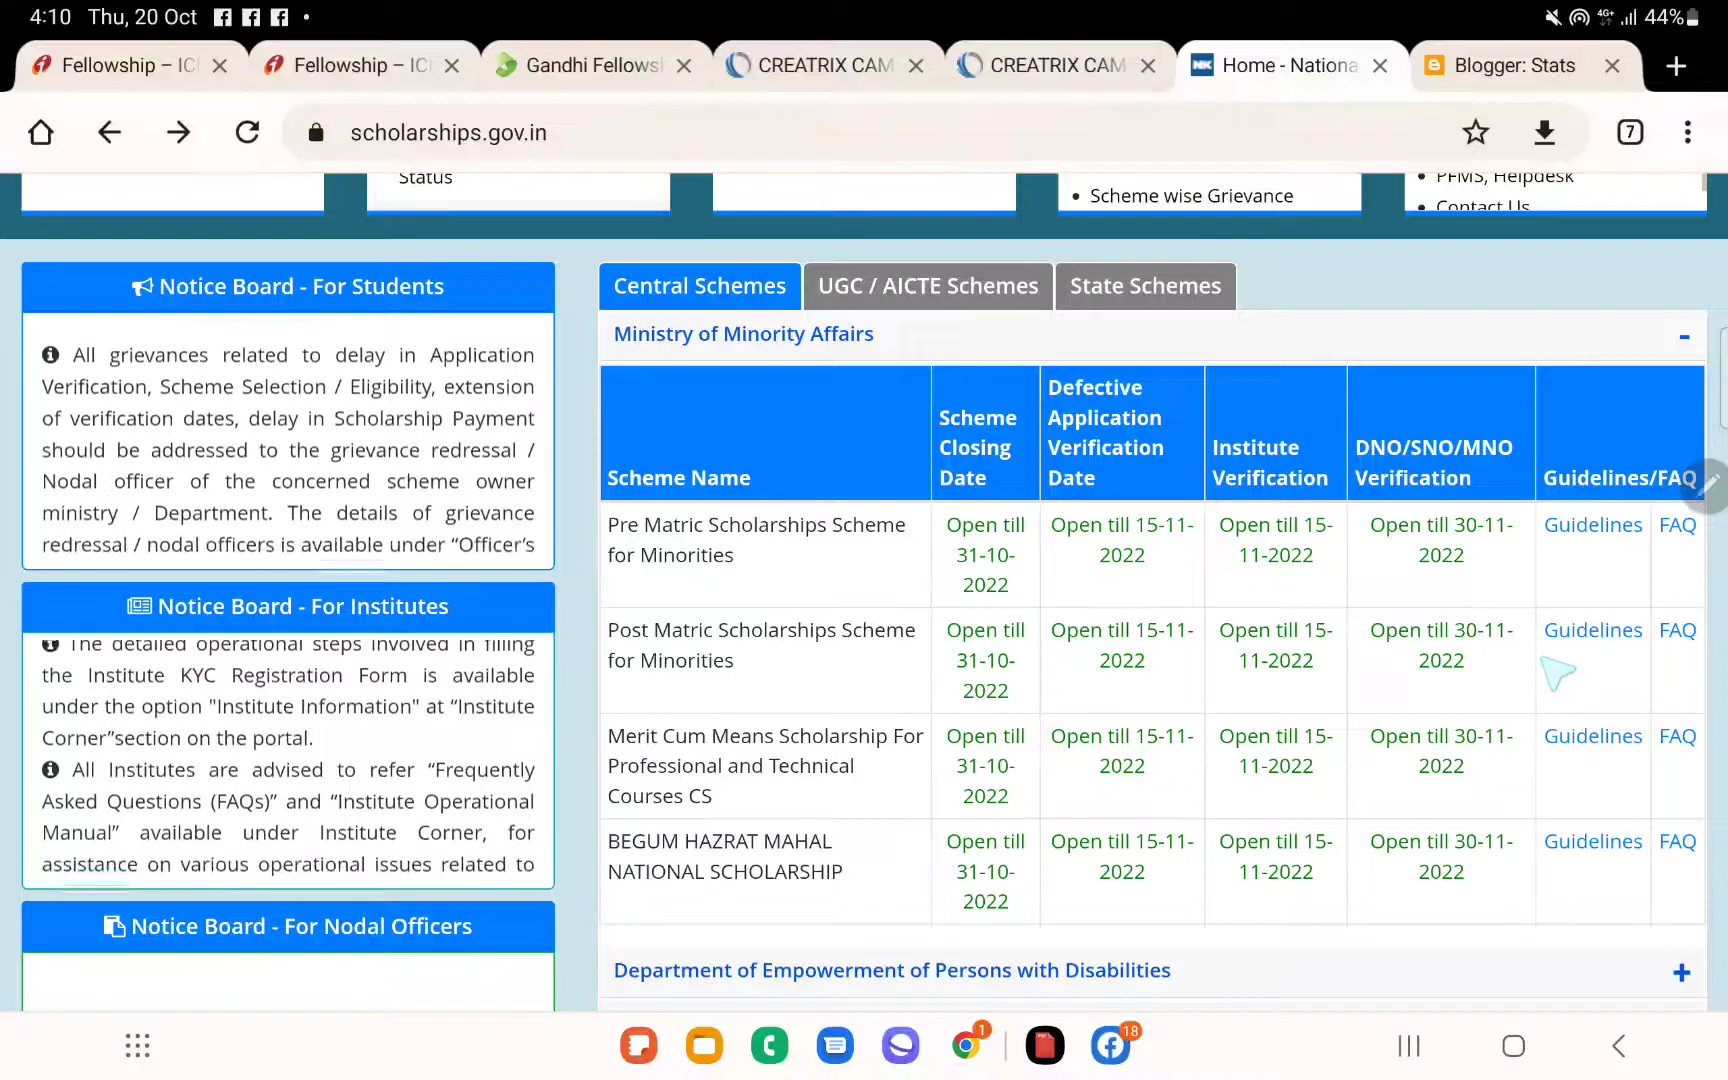 4:10 Thu, 20 Oct
4G+ 44%
Fellowship – IC
Fellowship – IC
Gandhi Fellows
CREATRIX CAM
CREATRIX CAM
Home - Nationa
Blogger: Stats
scholarships.gov.in
7
Status
Scheme wise Grievance
PFMS, Helpdesk
Contact Us
Notice Board - For Students
All grievances related to delay in Application
Verification, Scheme Selection / Eligibility, extension
of verification dates, delay in Scholarship Payment
should be addressed to the grievance redressal /
Nodal officer of the concerned scheme owner
ministry / Department. The details of grievance
redressal / nodal officers is available under “Officer’s
Notice Board - For Institutes
The detailed operational steps involved in filling
the Institute KYC Registration Form is available
under the option "Institute Information" at “Institute
Corner”section on the portal.
All Institutes are advised to refer “Frequently
Asked Questions (FAQs)” and “Institute Operational
Manual” available under Institute Corner, for
assistance on various operational issues related to
Notice Board - For Nodal Officers
Central Schemes
UGC / AICTE Schemes
State Schemes
Ministry of Minority Affairs
-
Scheme Name
Scheme
Closing
Date
Defective
Application
Verification
Date
Institute
Verification
DNO/SNO/MNO
Verification
Guidelines/FAQ
Pre Matric Scholarships Scheme
for Minorities
Open till
31-10-
2022
Open till 15-11-
2022
Open till 15-
11-2022
Open till 30-11-
2022
Guidelines
FAQ
Post Matric Scholarships Scheme
for Minorities
Open till
31-10-
2022
Open till 15-11-
2022
Open till 15-
11-2022
Open till 30-11-
2022
Guidelines
FAQ
Merit Cum Means Scholarship For
Professional and Technical
Courses CS
Open till
31-10-
2022
Open till 15-11-
2022
Open till 15-
11-2022
Open till 30-11-
2022
Guidelines
FAQ
BEGUM HAZRAT MAHAL
NATIONAL SCHOLARSHIP
Open till
31-10-
2022
Open till 15-11-
2022
Open till 15-
11-2022
Open till 30-11-
2022
Guidelines
FAQ
Department of Empowerment of Persons with Disabilities
+
1
18